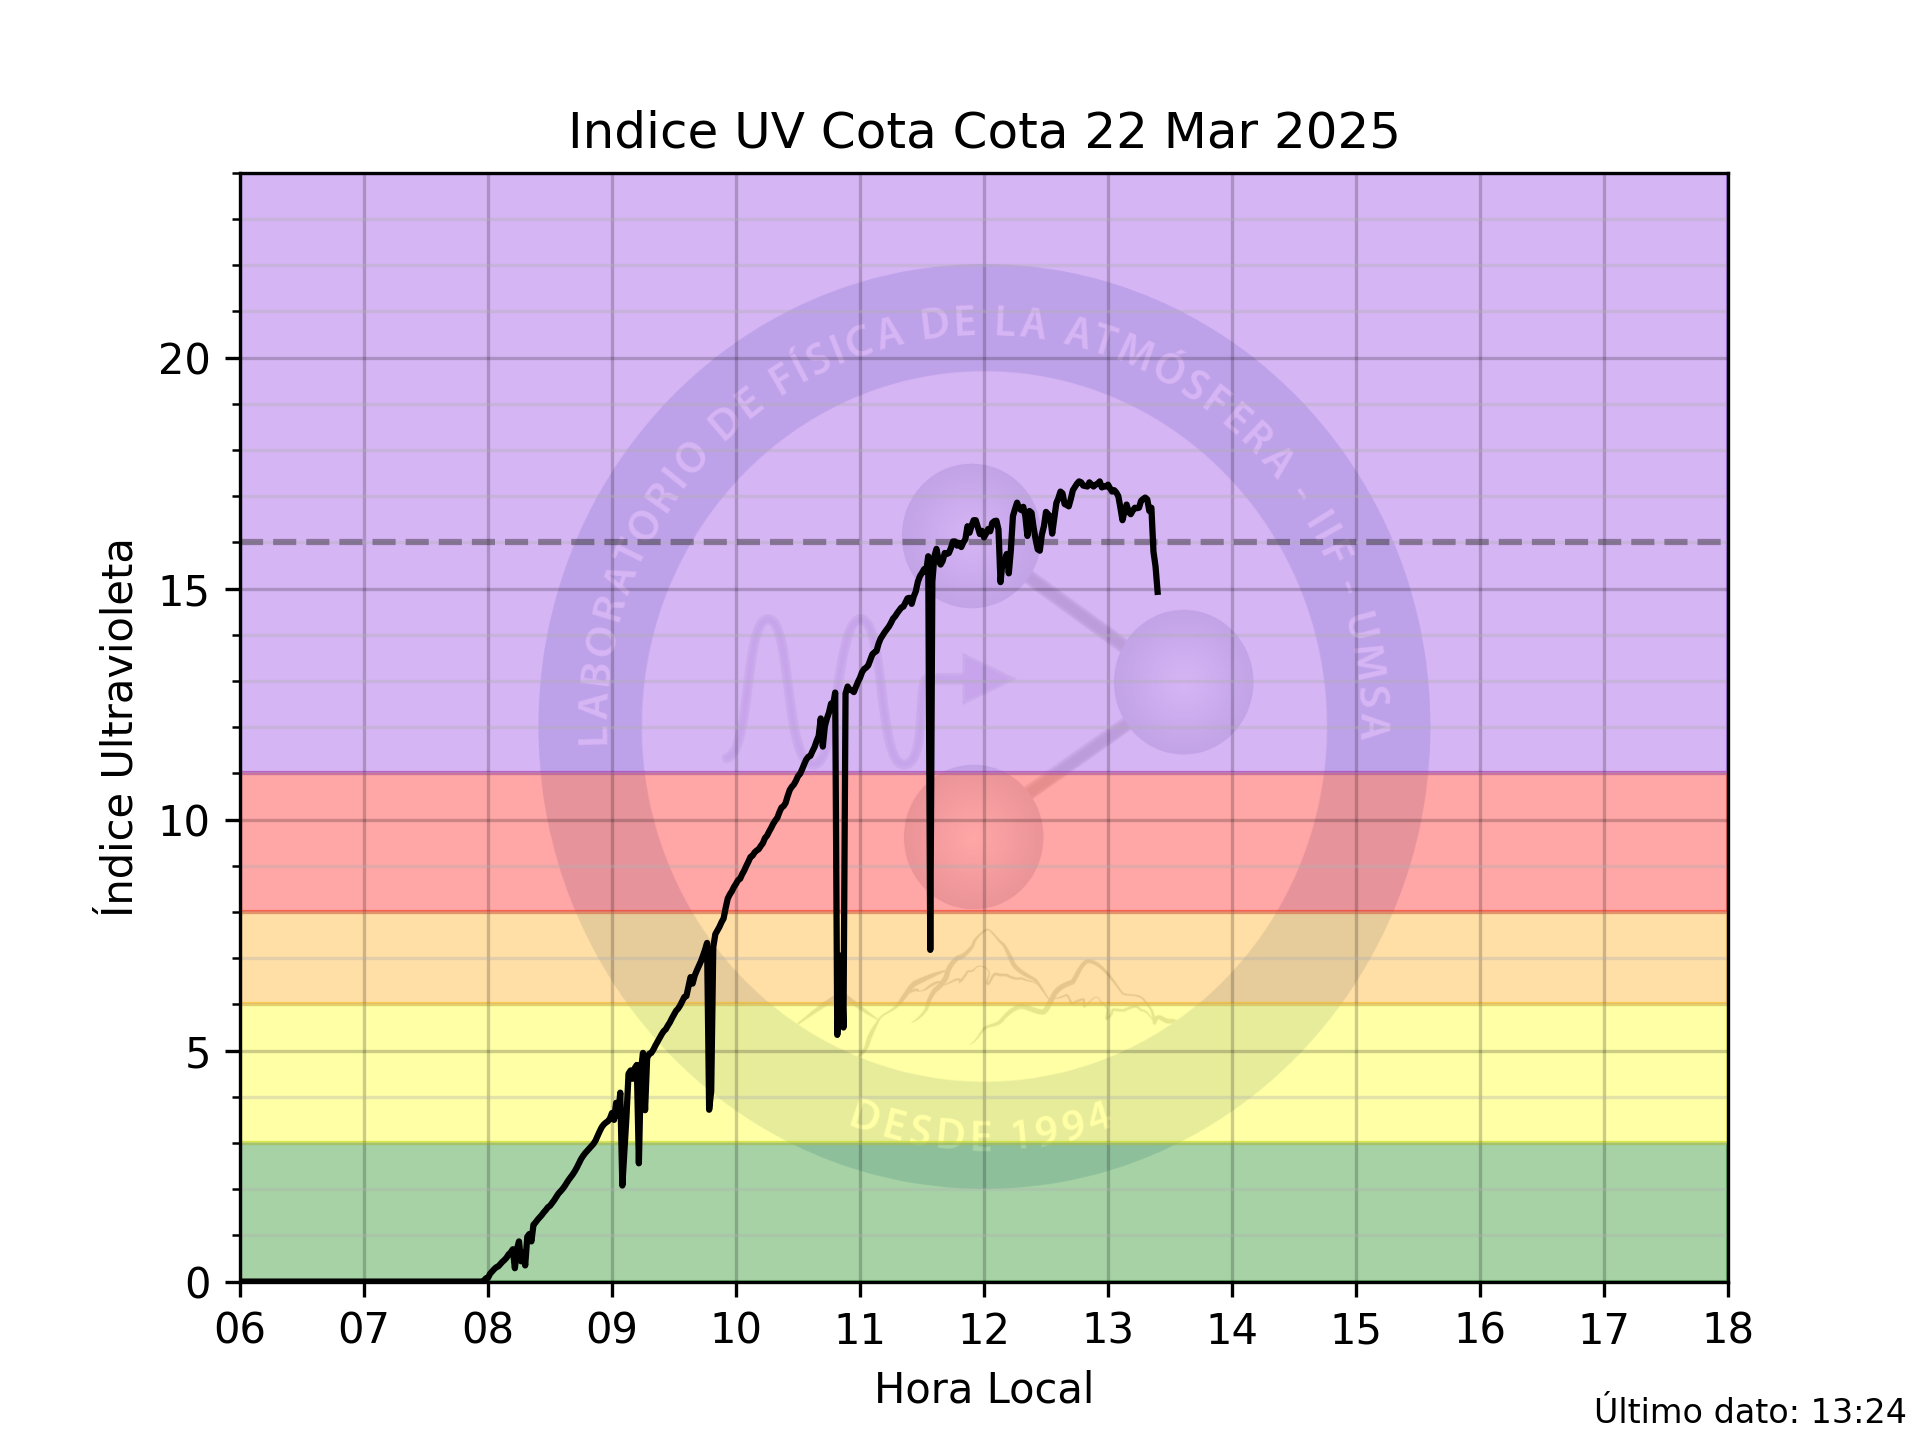 Indice UV Cota Cota 22 Mar 2025
Índice Ultravioleta
20
15
10
5
0
LABORATORIO DE FÍSICA DE LA ATMÓSFERA - IIF - UMSA
DESDE 1994
06 07 08 09 10 11 12 13 14 15 16 17 18
Hora Local
Último dato: 13:24